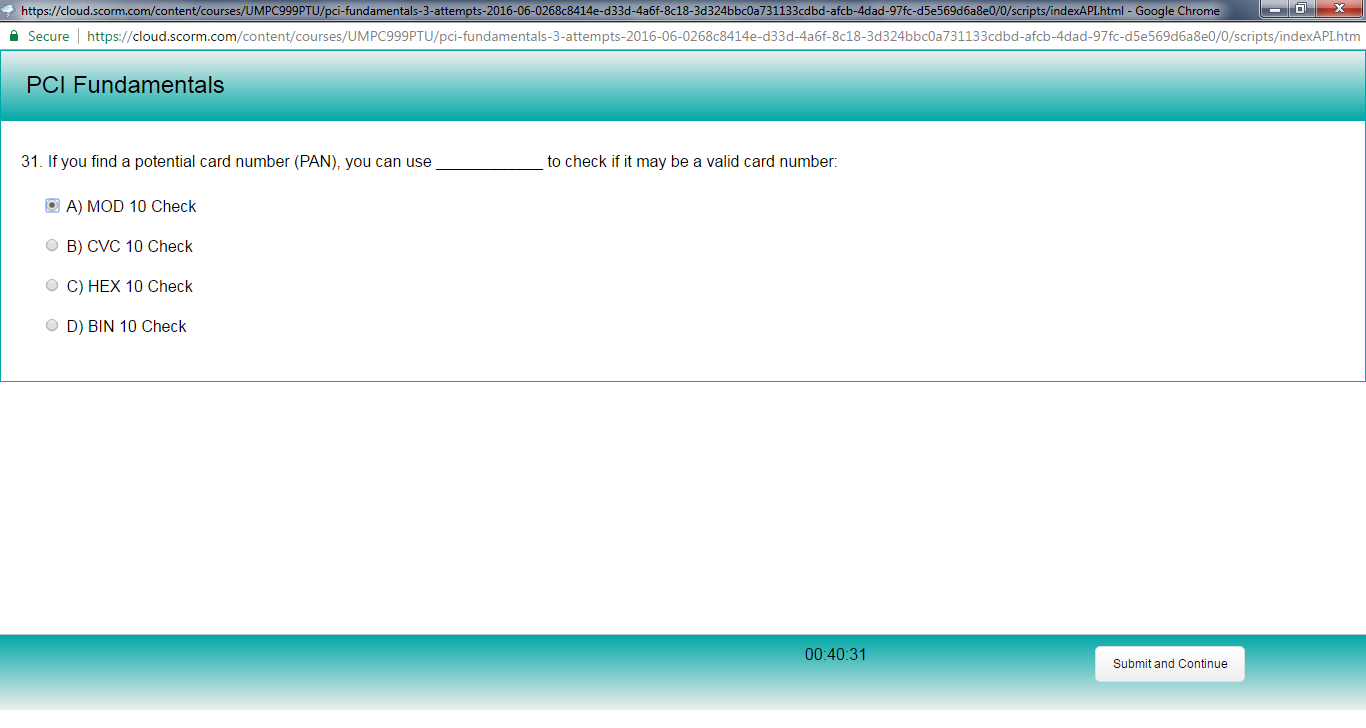 https://cloud.scorm.com/content/courses/UMPC999PTU/pci-fundamentals-3-attempts-2016-06-0268c8414e-d33d-4a6f-8c18-3d324bbc0a731133cdbd-afcb-4dad-97fc-d5e569d6a8e0/0/scripts/indexAPI.html - Google Chrome
Secure https://cloud.scorm.com/content/courses/UMPC999PTU/pci-fundamentals-3-attempts-2016-06-0268c8414e-d33d-4a6f-8c18-3d324bbc0a731133cdbd-afcb-4dad-97fc-d5e569d6a8e0/0/scripts/indexAPI.htm
PCI Fundamentals
31. If you find a potential card number (PAN), you can use ____________ to check if it may be a valid card number:
A) MOD 10 Check
B) CVC 10 Check
C) HEX 10 Check
D) BIN 10 Check
00:40:31
Submit and Continue